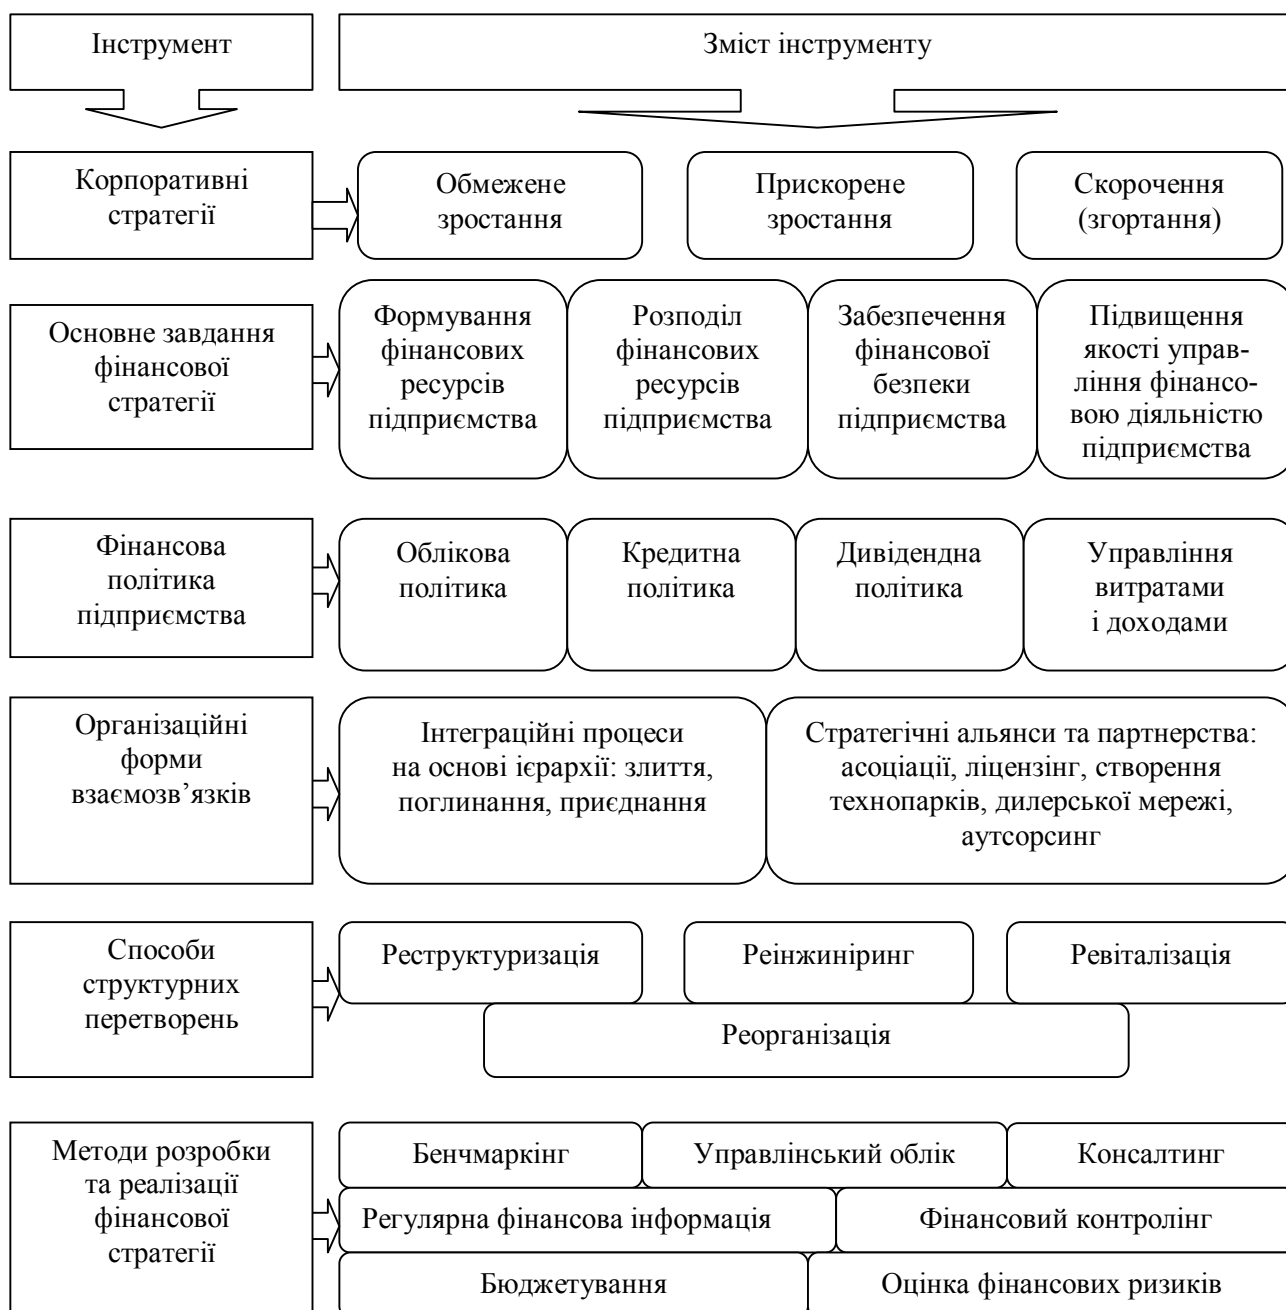 Інструмент
Зміст інструменту
Корпоративні
стратегії
Обмежене
зростання
Прискорене
зростання
Скорочення
(згортання)
Основне завдання
фінансової
стратегії
Формування
фінансових
ресурсів
підприємства
Розподіл
фінансових
ресурсів
підприємства
Забезпечення
фінансової
безпеки
підприємства
Підвищення
якості управ-
ління фінансо-
вою діяльністю
підприємства
Фінансова
політика
підприємства
Облікова
політика
Кредитна
політика
Дивідендна
політика
Управління
витратами
і доходами
Організаційні
форми
взаємозв’язків
Інтеграційні процеси
на основі ієрархії: злиття,
поглинання, приєднання
Стратегічні альянси та партнерства:
асоціації, ліцензінг, створення
технопарків, дилерської мережі,
аутсорсинг
Способи
структурних
перетворень
Реструктуризація
Реінжиніринг
Ревіталізація
Реорганізація
Методи розробки
та реалізації
фінансової
стратегії
Бенчмаркінг
Управлінський облік
Консалтинг
Регулярна фінансова інформація
Фінансовий контролінг
Бюджетування
Оцінка фінансових ризиків